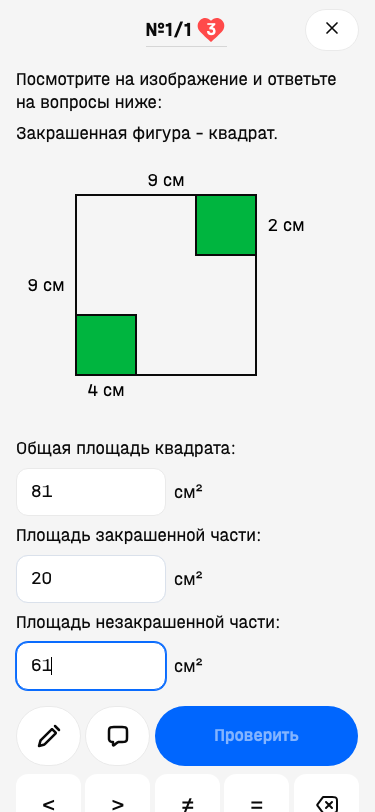 №1/1 3
Посмотрите на изображение и ответьте
на вопросы ниже:
Закрашенная фигура - квадрат.
9 см
2 см
9 см
4 см
Общая площадь квадрата:
81 см²
Площадь закрашенной части:
20 см²
Площадь незакрашенной части:
61 см²
Проверить
< > ≠ =